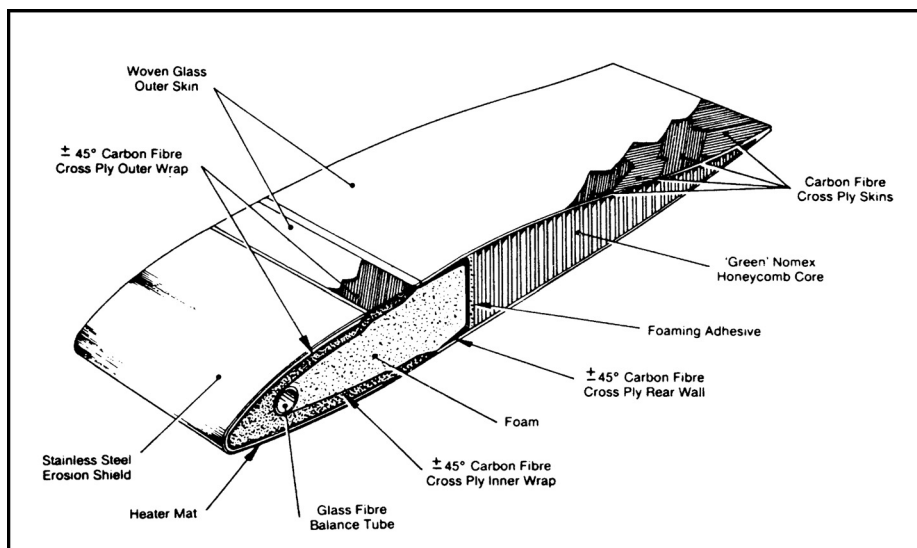 Woven Glass
Outer Skin
± 45° Carbon Fibre
Cross Ply Outer Wrap
Carbon Fibre
Cross Ply Skins
'Green' Nomex
Honeycomb Core
Foaming Adhesive
± 45° Carbon Fibre
Cross Ply Rear Wall
Foam
± 45° Carbon Fibre
Cross Ply Inner Wrap
Glass Fibre
Balance Tube
Heater Mat
Stainless Steel
Erosion Shield